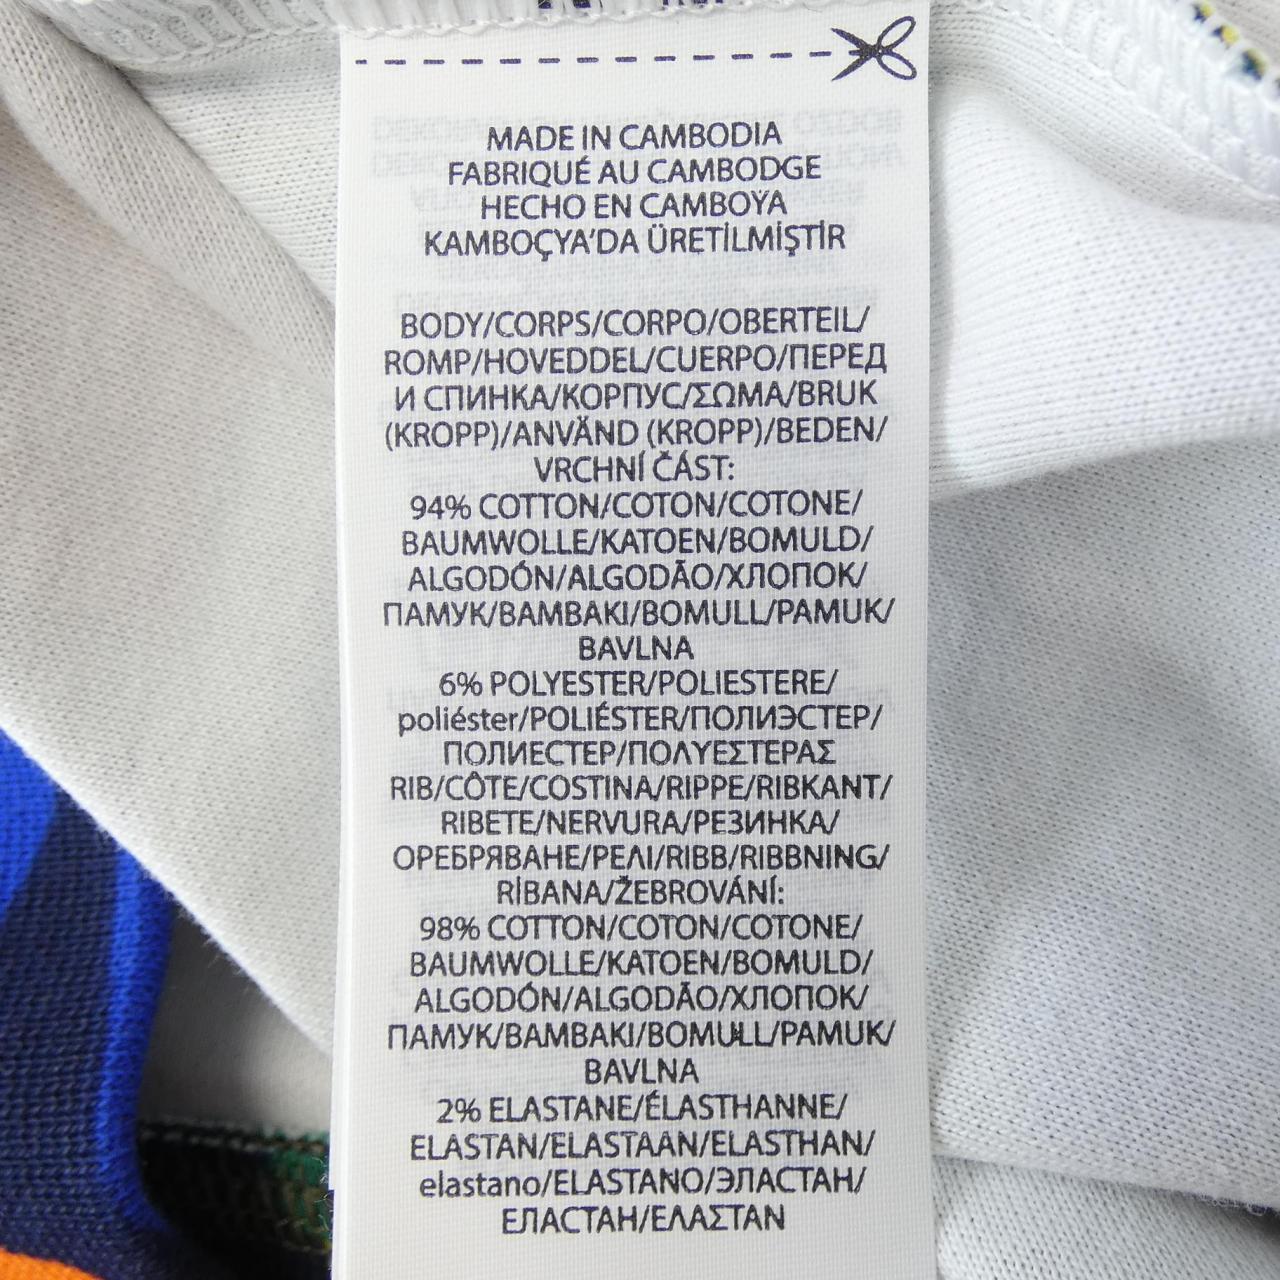 MADE IN CAMBODIA
FABRIQUÉ AU CAMBODGE
HECHO EN CAMBOŸA
KAMBOÇYA'DA ÜRETİLMİŞTİR
BODY/CORPS/CORPO/OBERTEIL/
ROMP/HOVEDDEL/CUERPO/ПЕРЕД
И СПИНКА/КОРПУС/ΣΩΜΑ/BRUK
(KROPP)/ANVÄND (KROPP)/BEDEN/
VRCHNÍ ČÁST:
94% COTTON/COTON/COTONE/
BAUMWOLLE/KATOEN/BOMULD/
ALGODÓN/ALGODÃO/ХЛОПОК/
ПАМУК/BAMBAKI/BOMULL/PAMUK/
BAVLNA
6% POLYESTER/POLIESTERE/
poliéster/POLIÉSTER/ПОЛИЭСТЕР/
ПОЛИЕСТЕР/ΠΟΛΥΕΣΤΕΡΑΣ
RIB/CÔTE/COSTINA/RIPPE/RIBKANT/
RIBETE/NERVURA/РЕЗИНКА/
ОРЕБРЯВАНЕ/ΡΕΛΙ/RIBB/RIBBNING/
RİBANA/ŽEBROVÁNÍ:
98% COTTON/COTON/COTONE/
BAUMWOLLE/KATOEN/BOMULD/
ALGODÓN/ALGODÃO/ХЛОПОК/
ПАМУК/BAMBAKI/BOMULL/PAMUK/
BAVLNA
2% ELASTANE/ÉLASTHANNE/
ELASTAN/ELASTAAN/ELASTHAN/
elastano/ELASTANO/ЭЛАСТАН/
ЕЛАСТАН/ΕΛΑΣΤΑΝ